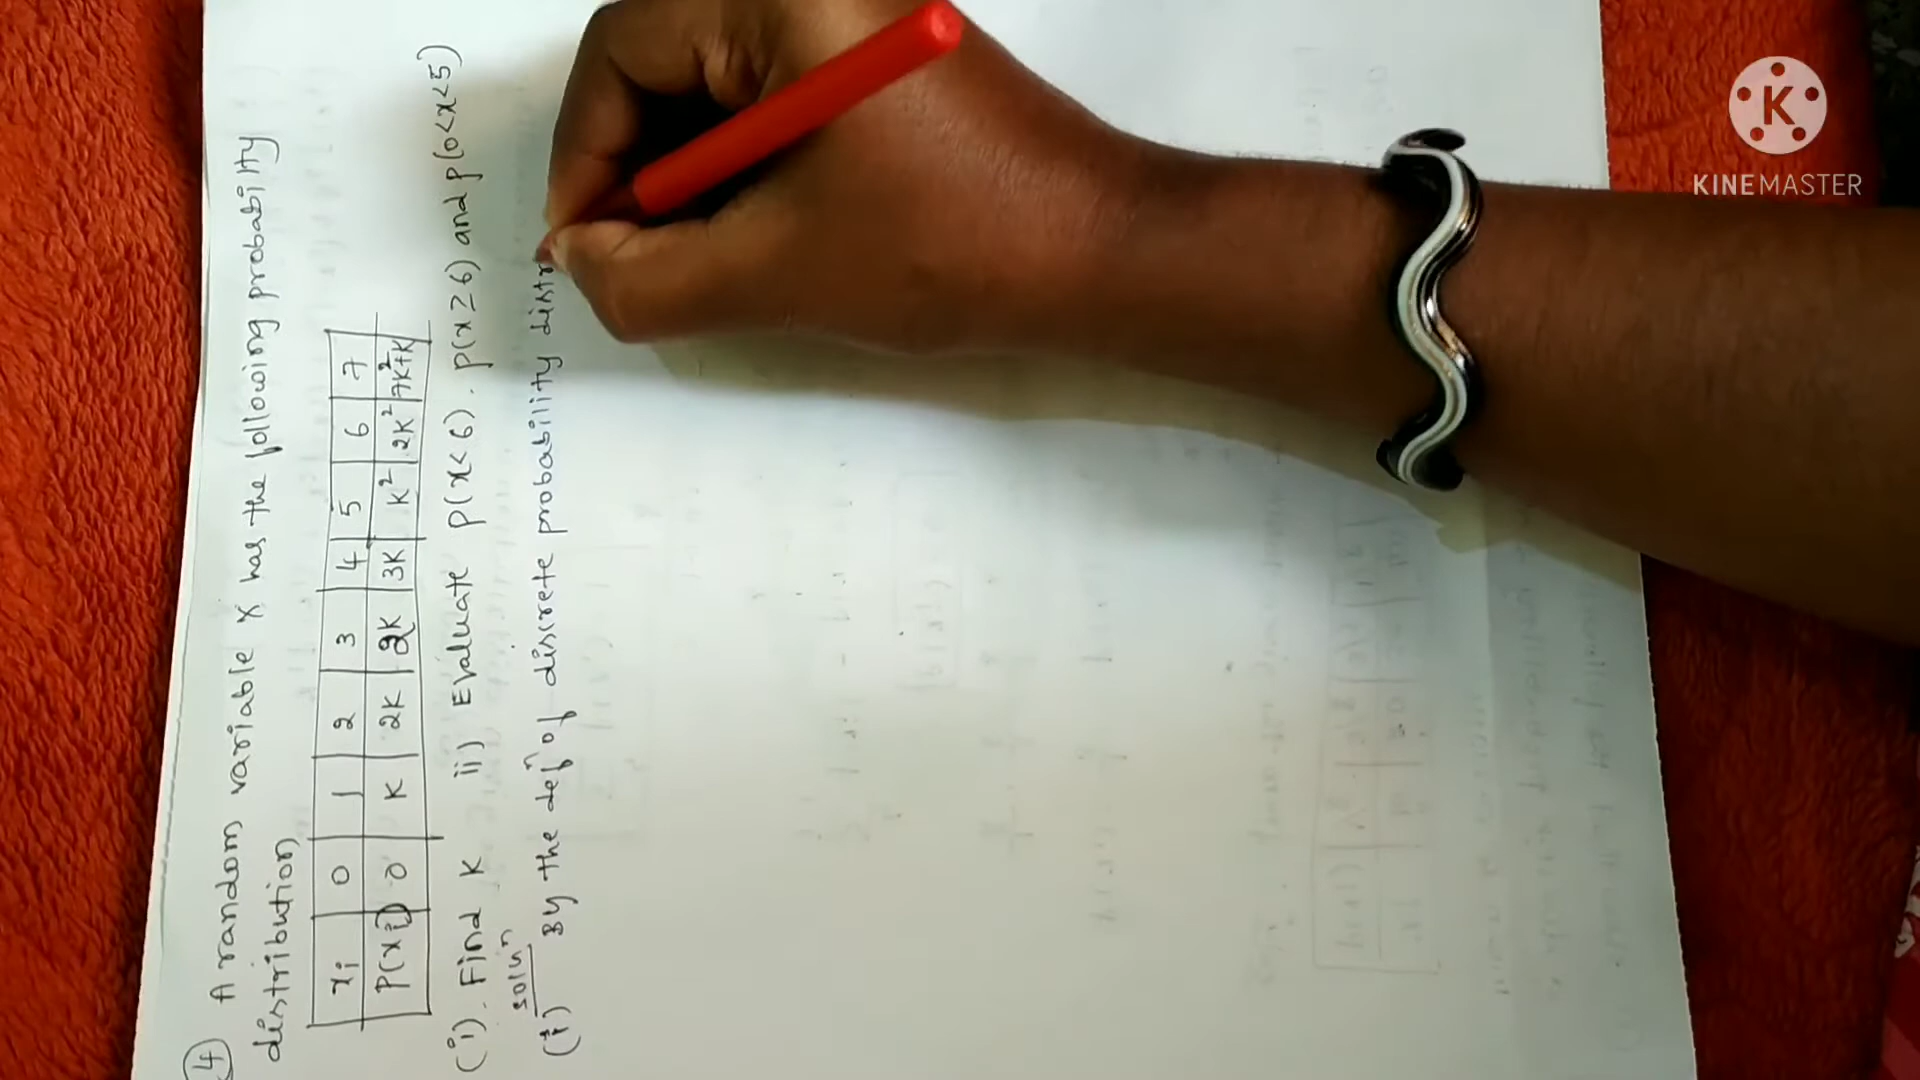 4 A random variable X has the following probability
distribution
xi 0 1 2 3 4 5 6 7
P(xi) 0 K 2K 2K 3K K² 2K² 7K²+K
(i). Find K ii) Evaluate P(x<6). P(x≥6) and P(0<x<5)
soluⁿ
(i) By the defⁿ of discrete probability distr
KINEMASTER